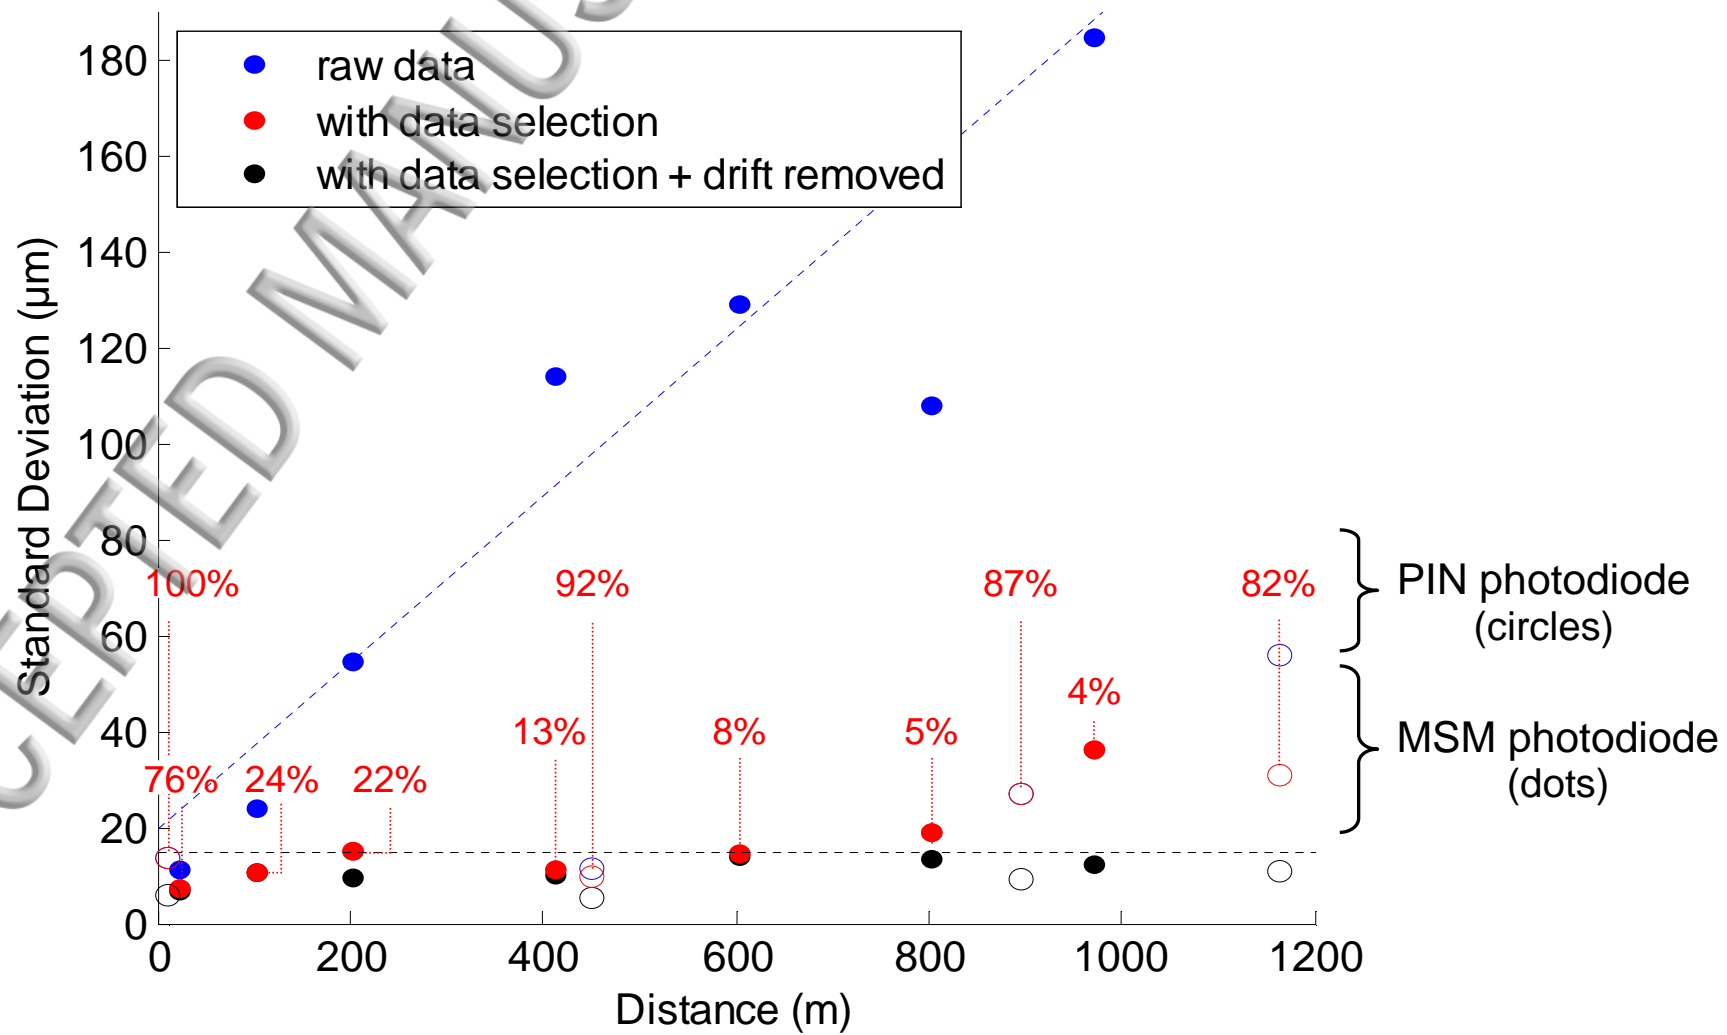 CEPTED MANUS
180
160
140
120
100
80
60
40
20
0
Standard Deviation (µm)
raw data
with data selection
with data selection + drift removed
100%
92%
87%
82%
76%
24%
22%
13%
8%
5%
4%
PIN photodiode
(circles)
MSM photodiode
(dots)
0
200
400
600
800
1000
1200
Distance (m)